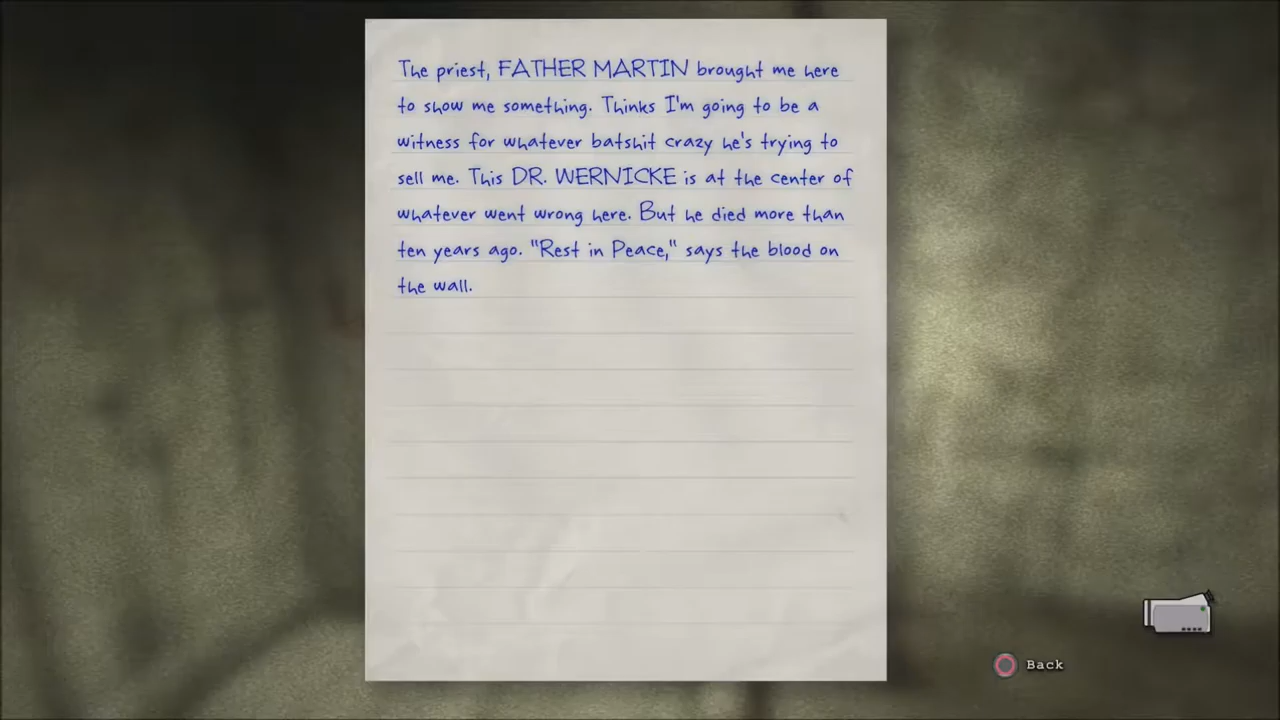 The priest, FATHER MARTIN brought me here
to show me something. Thinks I'm going to be a
witness for whatever batshit crazy he's trying to
sell me. This DR. WERNICKE is at the center of
whatever went wrong here. But he died more than
ten years ago. "Rest in Peace," says the blood on
the wall.
Back